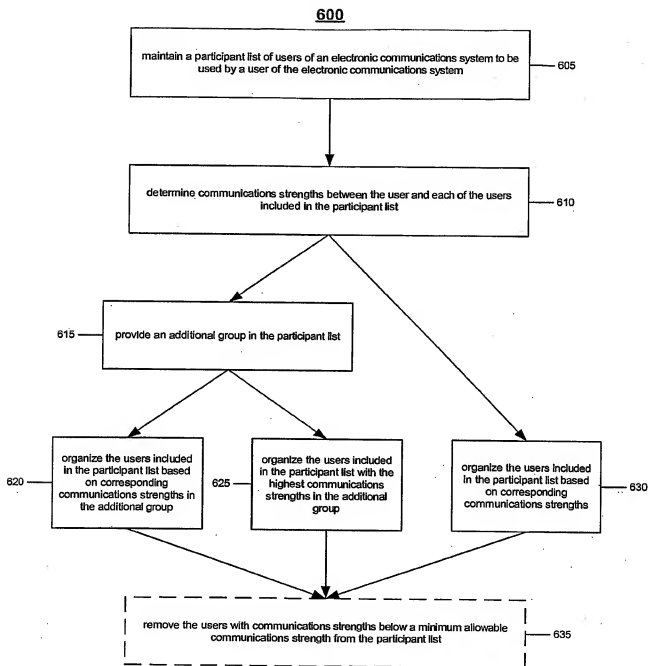 600
maintain a participant list of users of an electronic communications system to be
used by a user of the electronic communications system
605
determine communications strengths between the user and each of the users
included in the participant list
610
615
provide an additional group in the participant list
620
organize the users included
in the participant list based
on corresponding
communications strengths in
the additional group
625
organize the users included
in the participant list with the
highest communications
strengths in the additional
group
organize the users included
in the participant list based
on corresponding
communications strengths
630
remove the users with communications strengths below a minimum allowable
communications strength from the participant list
635